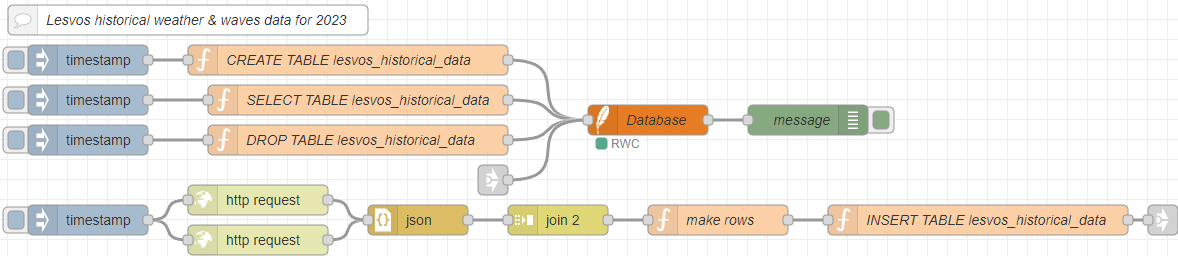 Lesvos historical weather & waves data for 2023
timestamp
CREATE TABLE lesvos_historical_data
timestamp
SELECT TABLE lesvos_historical_data
Database
message
timestamp
DROP TABLE lesvos_historical_data
RWC
http request
timestamp
json
join 2
make rows
INSERT TABLE lesvos_historical_data
http request